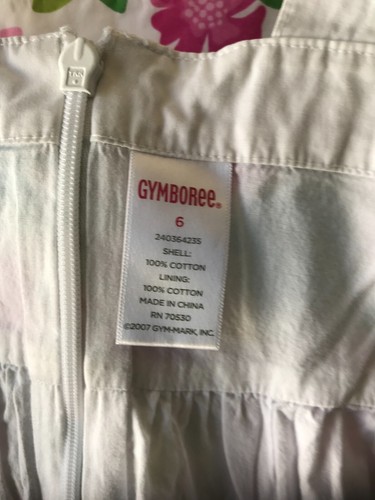 GYMBOREE®
6
240364235
SHELL:
100% COTTON
LINING:
100% COTTON
MADE IN CHINA
RN 70530
©2007 GYM-MARK, INC.